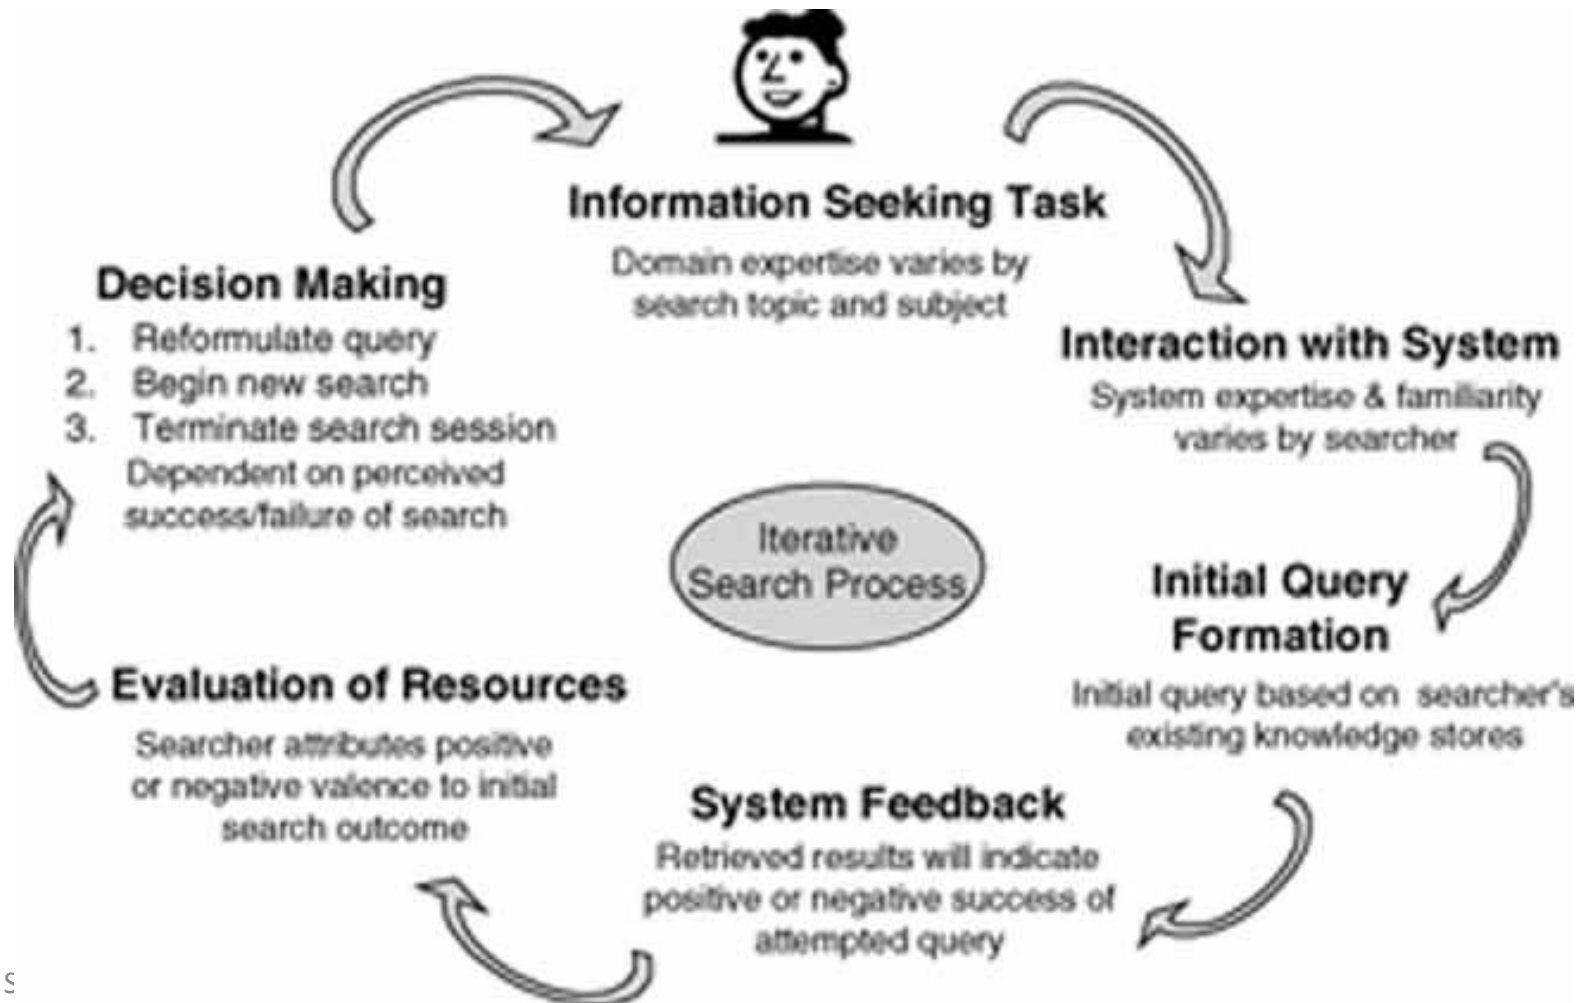 Information Seeking Task
Domain expertise varies by
search topic and subject
Interaction with System
System expertise & familiarity
varies by searcher
Initial Query
Formation
Initial query based on searcher's
existing knowledge stores
System Feedback
Retrieved results will indicate
positive or negative success of
attempted query
Evaluation of Resources
Searcher attributes positive
or negative valence to initial
search outcome
Decision Making
1. Reformulate query
2. Begin new search
3. Terminate search session
Dependent on perceived
success/failure of search
Iterative
Search Process
S